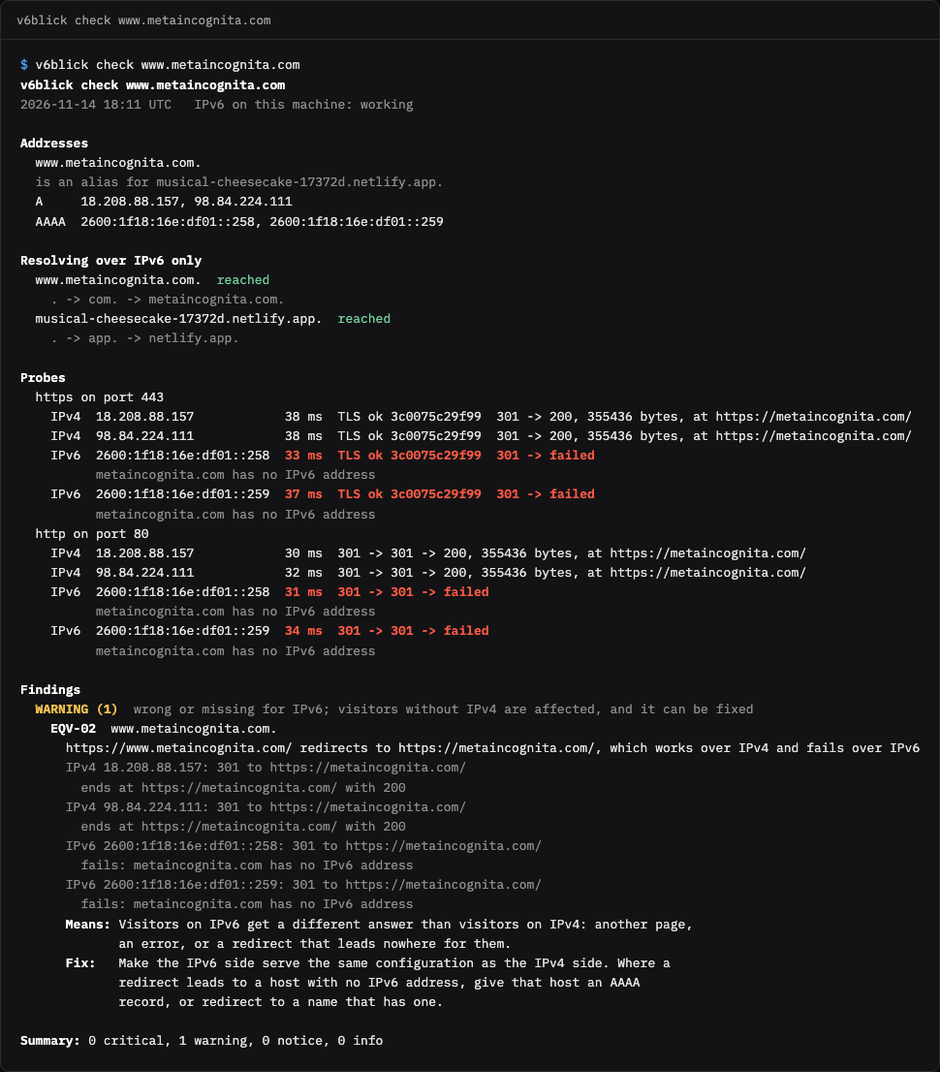 v6blick check www.metaincognita.com
$ v6blick check www.metaincognita.com
v6blick check www.metaincognita.com
2026-11-14 18:11 UTC   IPv6 on this machine: working
Addresses
www.metaincognita.com.
is an alias for musical-cheesecake-17372d.netlify.app.
A     18.208.88.157, 98.84.224.111
AAAA  2600:1f18:16e:df01::258, 2600:1f18:16e:df01::259
Resolving over IPv6 only
www.metaincognita.com.  reached
. -> com. -> metaincognita.com.
musical-cheesecake-17372d.netlify.app.  reached
. -> app. -> netlify.app.
Probes
https on port 443
IPv4  18.208.88.157            38 ms  TLS ok 3c0075c29f99  301 -> 200, 355436 bytes, at https://metaincognita.com/
IPv4  98.84.224.111            38 ms  TLS ok 3c0075c29f99  301 -> 200, 355436 bytes, at https://metaincognita.com/
IPv6  2600:1f18:16e:df01::258  33 ms  TLS ok 3c0075c29f99  301 -> failed
metaincognita.com has no IPv6 address
IPv6  2600:1f18:16e:df01::259  37 ms  TLS ok 3c0075c29f99  301 -> failed
metaincognita.com has no IPv6 address
http on port 80
IPv4  18.208.88.157            30 ms  301 -> 301 -> 200, 355436 bytes, at https://metaincognita.com/
IPv4  98.84.224.111            32 ms  301 -> 301 -> 200, 355436 bytes, at https://metaincognita.com/
IPv6  2600:1f18:16e:df01::258  31 ms  301 -> 301 -> failed
metaincognita.com has no IPv6 address
IPv6  2600:1f18:16e:df01::259  34 ms  301 -> 301 -> failed
metaincognita.com has no IPv6 address
Findings
WARNING (1)  wrong or missing for IPv6; visitors without IPv4 are affected, and it can be fixed
EQV-02  www.metaincognita.com.
https://www.metaincognita.com/ redirects to https://metaincognita.com/, which works over IPv4 and fails over IPv6
IPv4 18.208.88.157: 301 to https://metaincognita.com/
ends at https://metaincognita.com/ with 200
IPv4 98.84.224.111: 301 to https://metaincognita.com/
ends at https://metaincognita.com/ with 200
IPv6 2600:1f18:16e:df01::258: 301 to https://metaincognita.com/
fails: metaincognita.com has no IPv6 address
IPv6 2600:1f18:16e:df01::259: 301 to https://metaincognita.com/
fails: metaincognita.com has no IPv6 address
Means: Visitors on IPv6 get a different answer than visitors on IPv4: another page,
an error, or a redirect that leads nowhere for them.
Fix:   Make the IPv6 side serve the same configuration as the IPv4 side. Where a
redirect leads to a host with no IPv6 address, give that host an AAAA
record, or redirect to a name that has one.
Summary: 0 critical, 1 warning, 0 notice, 0 info